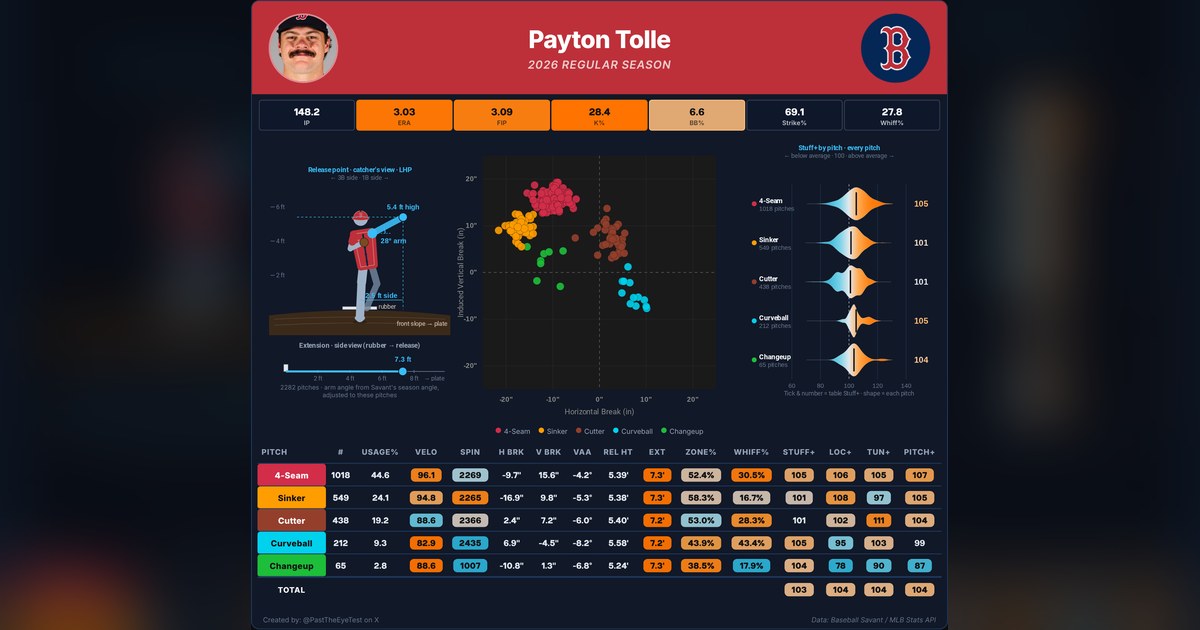 Payton Tolle
2026 REGULAR SEASON
B
148.2 3.03 3.09 28.4 6.6 69.1 27.8
IP ERA FIP K% BB% Strike% Whiff%
Release point · catcher's view · LHP
← 3B side · 1B side →
6 ft
4 ft
2 ft
5.4 ft high
28° arm
ft side
rubber
front slope → plate
Extension · side view (rubber → release)
7.3 ft
2 ft 4 ft 6 ft 8 ft → plate
2282 pitches · arm angle from Savant's season angle,
adjusted to these pitches
Induced Vertical Break (in)
20"
10"
0"
-10"
-20"
-20" -10" 0" 10" 20"
Horizontal Break (in)
4-Seam Sinker Cutter Curveball Changeup
Stuff+ by pitch · every pitch
← below average · 100 · above average →
4-Seam 105
1018 pitches
Sinker 101
549 pitches
Cutter 101
438 pitches
Curveball 105
212 pitches
Changeup 104
65 pitches
60 80 100 120 140
Tick & number = table Stuff+ · shape = each pitch
PITCH # USAGE% VELO SPIN H BRK V BRK VAA REL HT EXT ZONE% WHIFF% STUFF+ LOC+ TUN+ PITCH+
4-Seam 1018 44.6 96.1 2269 -9.7" 15.6" -4.2° 5.39' 7.3' 52.4% 30.5% 105 106 105 107
Sinker 549 24.1 94.8 2265 -16.9" 9.8" -5.3° 5.38' 7.3' 58.3% 16.7% 101 108 97 105
Cutter 438 19.2 88.6 2366 2.4" 7.2" -6.0° 5.40' 7.2' 53.0% 28.3% 101 102 111 104
Curveball 212 9.3 82.9 2435 6.9" -4.5" -8.2° 5.58' 7.2' 43.9% 43.4% 105 95 103 99
Changeup 65 2.8 88.6 1007 -10.8" 1.3" -6.8° 5.24' 7.3' 38.5% 17.9% 104 78 90 87
TOTAL 103 104 104 104
Created by: @PastTheEyeTest on X
Data: Baseball Savant / MLB Stats API